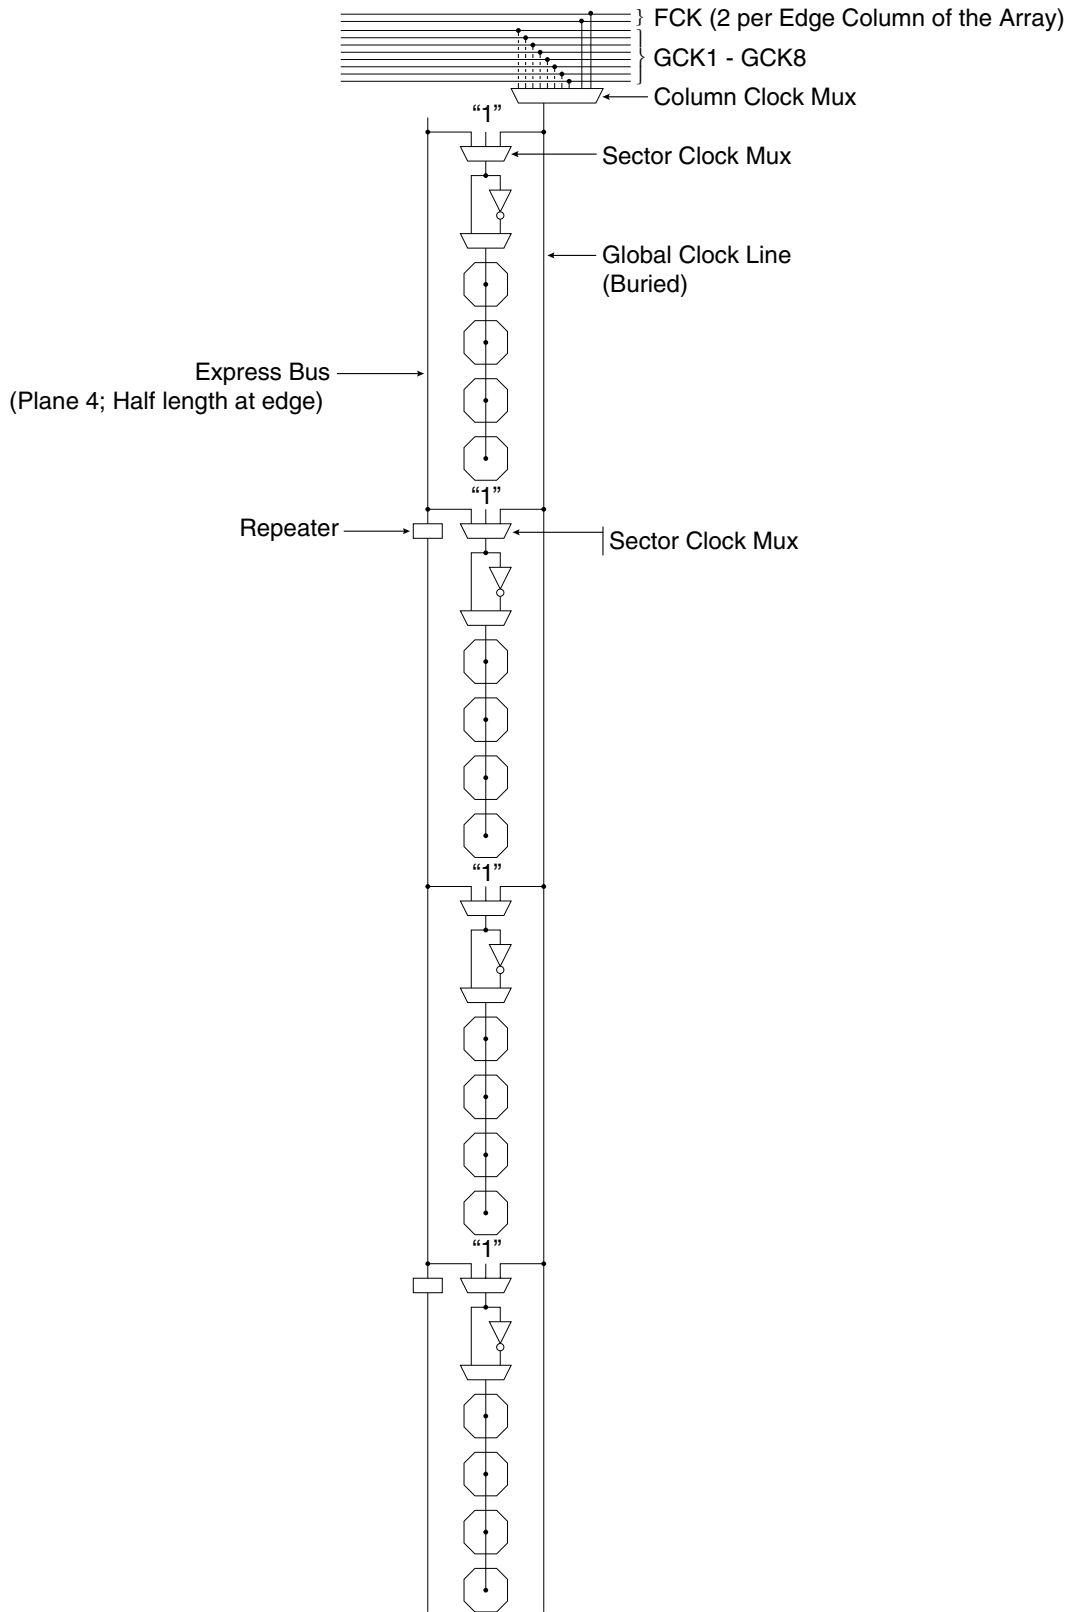 FCK (2 per Edge Column of the Array)
GCK1 - GCK8
Column Clock Mux
“1”
Sector Clock Mux
Global Clock Line
(Buried)
Express Bus
(Plane 4; Half length at edge)
“1”
Repeater
Sector Clock Mux
“1”
“1”